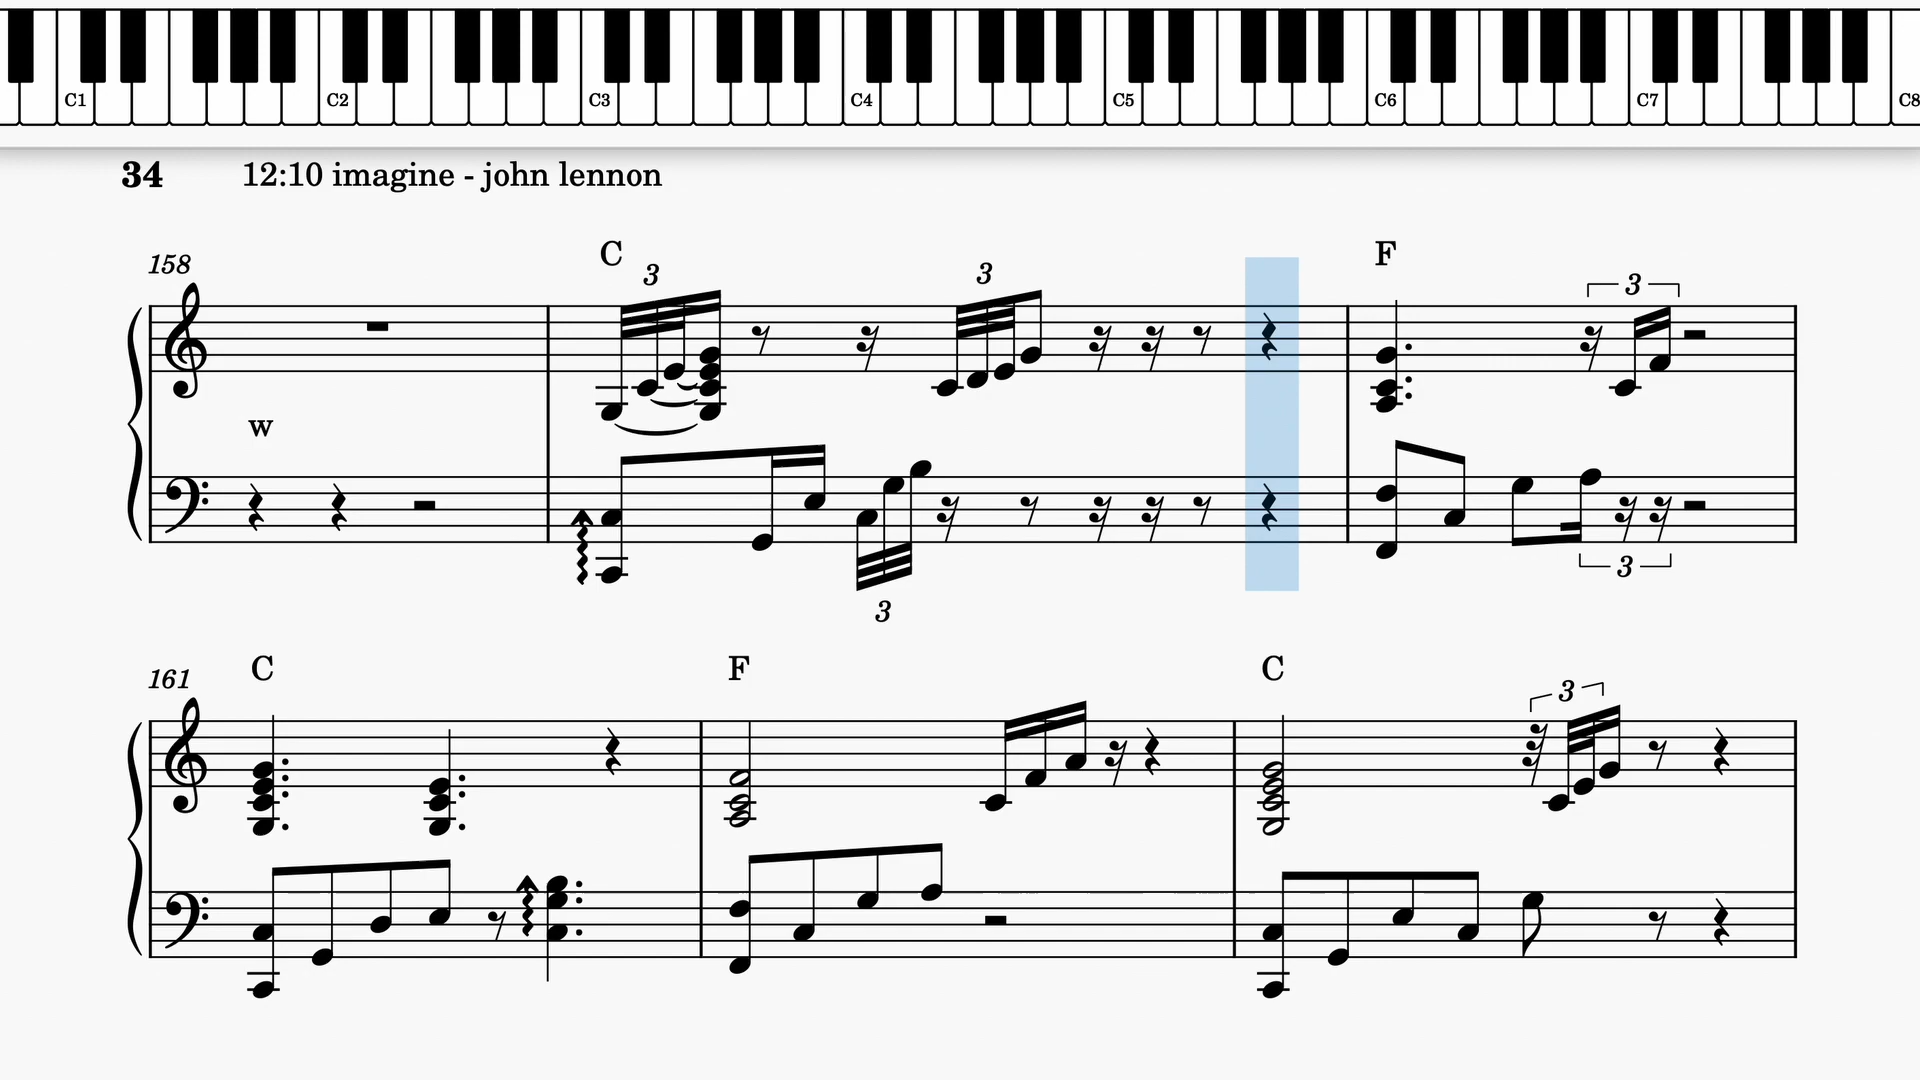 C1 C2 C3 C4 C5 C6 C7 C8
34 12:10 imagine - john lennon
158 C F
3 3 3
w
3 3
161 C F C
3